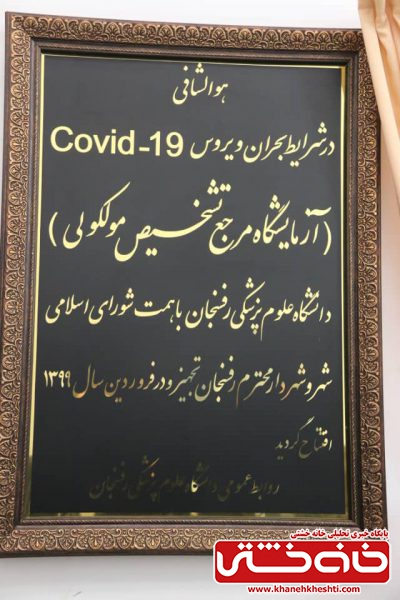 هوالشافی
در شرایط بحران ویروس Covid-19
( آزمایشگاه مرجع تشخیص مولکولی )
دانشگاه علوم پزشکی رفسنجان با همت شورای اسلامی
شهر و شهردار محترم رفسنجان تجهیز و در فروردین سال ۱۳۹۹
افتتاح گردید
روابط عمومی دانشگاه علوم پزشکی رفسنجان
پایگاه خبری تحلیلی خانه خشتی
خانه خشتی
www.khanehkheshti.com